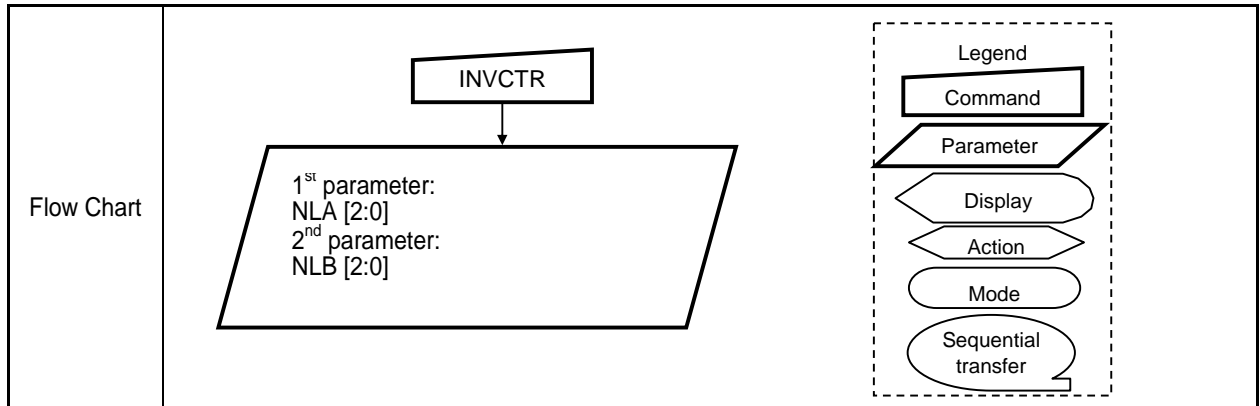 Flow Chart
INVCTR
1st parameter:
NLA [2:0]
2nd parameter:
NLB [2:0]
Legend
Command
Parameter
Display
Action
Mode
Sequential
transfer